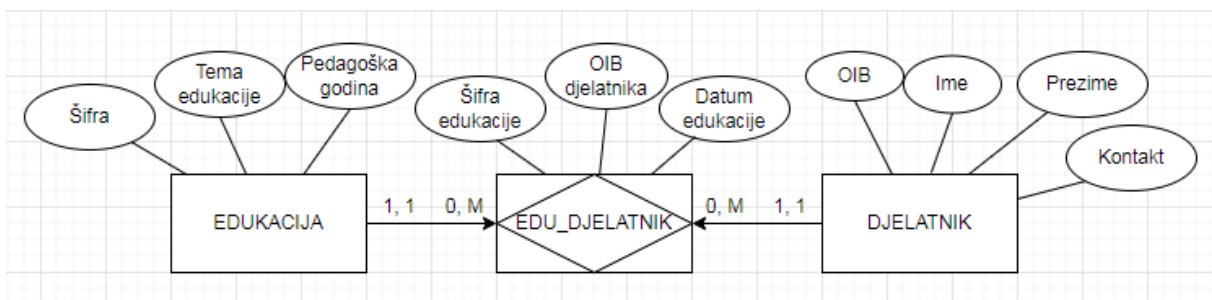 Šifra
Tema
edukacije
Pedagoška
godina
Šifra
edukacije
OIB
djelatnika
Datum
edukacije
OIB
Ime
Prezime
Kontakt
EDUKACIJA
1, 1
0, M
EDU_DJELATNIK
0, M
1, 1
DJELATNIK